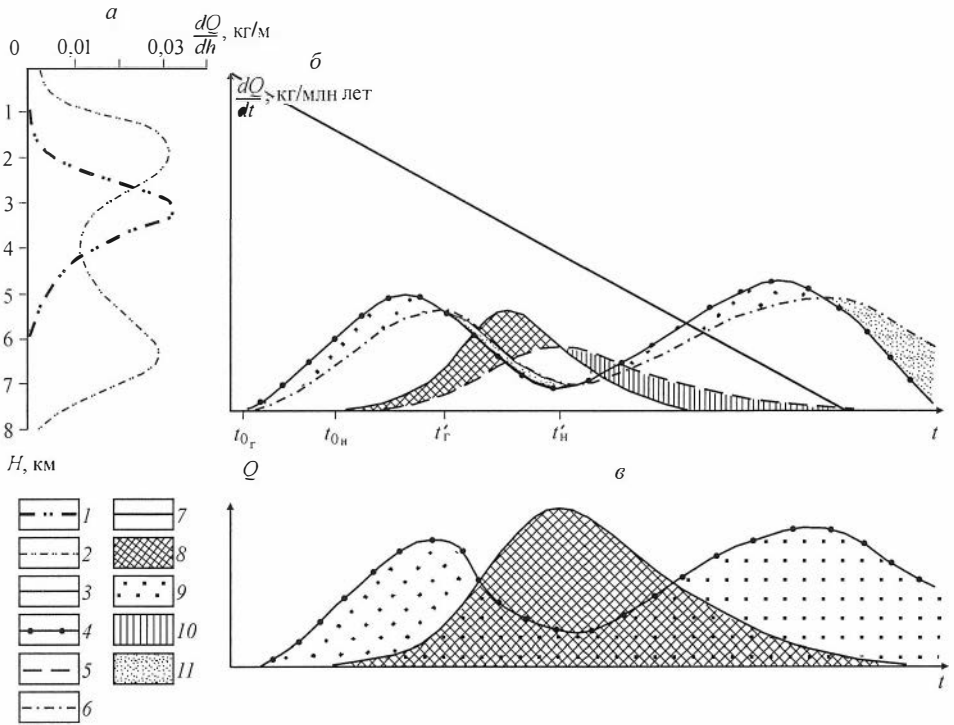 а
dQ/dh, кг/м
0 0,01 0,03
1
2
3
4
5
6
7
8
H, км
б
dQ/dt, кг/млн лет
t₀г t₀н t′г t′н t
Q в
t
1 7
2 8
3 9
4 10
5 11
6